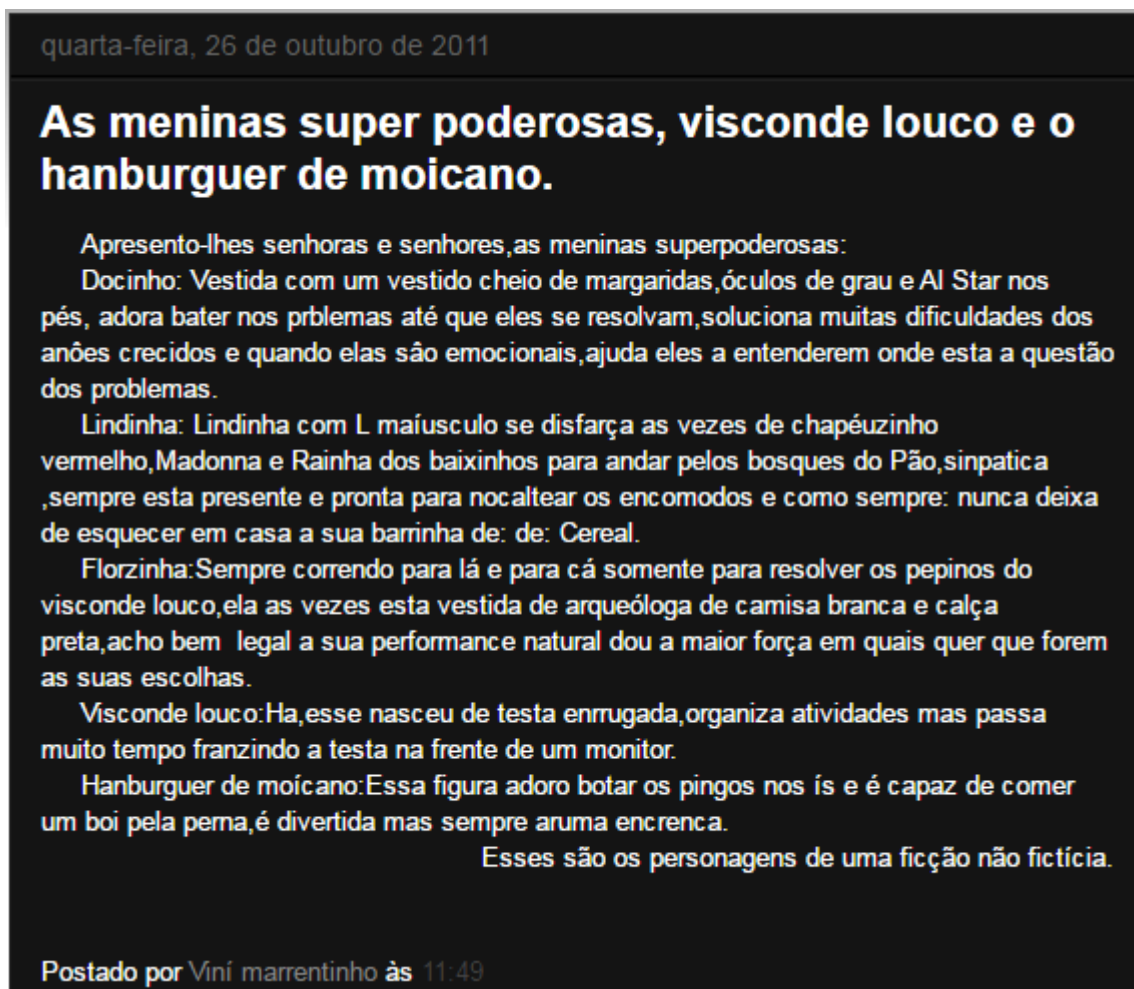 quarta-feira, 26 de outubro de 2011
As meninas super poderosas, visconde louco e o
hanburguer de moicano.
Apresento-lhes senhoras e senhores,as meninas superpoderosas:
Docinho: Vestida com um vestido cheio de margaridas,óculos de grau e Al Star nos
pés, adora bater nos prblemas até que eles se resolvam,soluciona muitas dificuldades dos
anôes crecidos e quando elas sâo emocionais,ajuda eles a entenderem onde esta a questão
dos problemas.
Lindinha: Lindinha com L maíusculo se disfarça as vezes de chapéuzinho
vermelho,Madonna e Rainha dos baixinhos para andar pelos bosques do Pão,sinpatica
,sempre esta presente e pronta para nocaltear os encomodos e como sempre: nunca deixa
de esquecer em casa a sua barrinha de: de: Cereal.
Florzinha:Sempre correndo para lá e para cá somente para resolver os pepinos do
visconde louco,ela as vezes esta vestida de arqueóloga de camisa branca e calça
preta,acho bem  legal a sua performance natural dou a maior força em quais quer que forem
as suas escolhas.
Visconde louco:Ha,esse nasceu de testa enrrugada,organiza atividades mas passa
muito tempo franzindo a testa na frente de um monitor.
Hanburguer de moícano:Essa figura adoro botar os pingos nos ís e é capaz de comer
um boi pela perna,é divertida mas sempre aruma encrenca.
Esses são os personagens de uma ficção não fictícia.
Postado por Viní marrentinho às 11:49